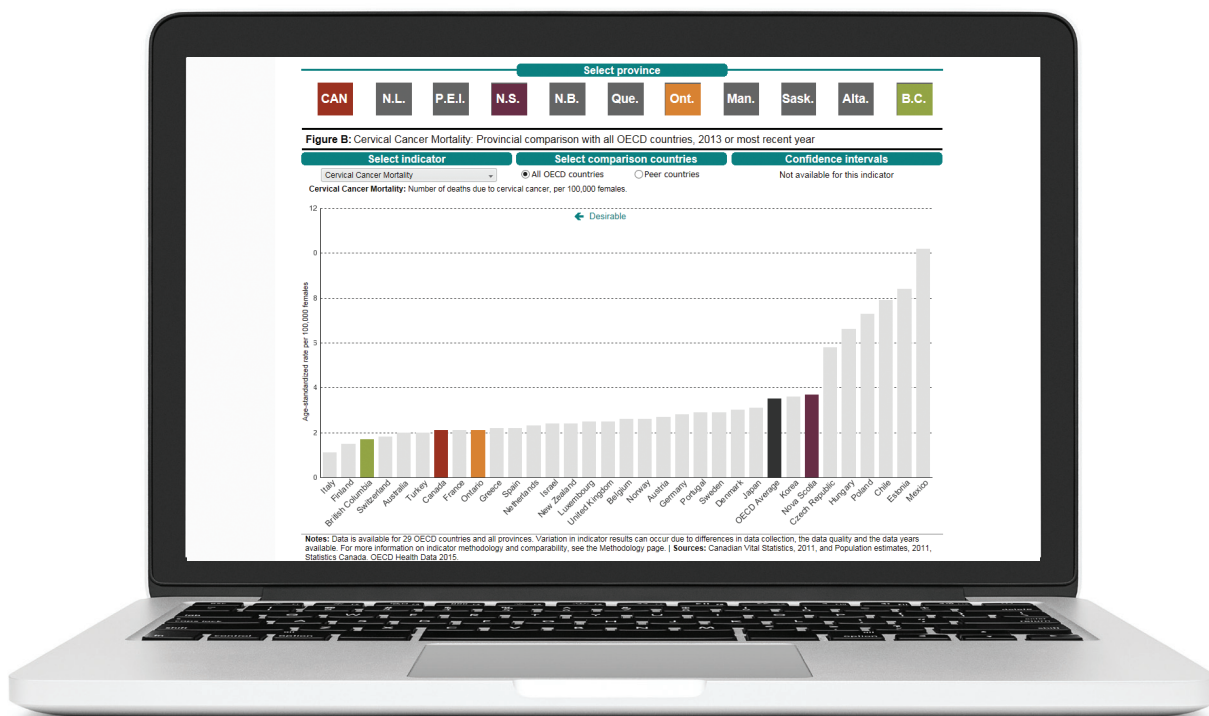 Select province
CAN N.L. P.E.I. N.S. N.B. Que. Ont. Man. Sask. Alta. B.C.
Figure B: Cervical Cancer Mortality: Provincial comparison with all OECD countries, 2013 or most recent year
Select indicator Select comparison countries Confidence intervals
Cervical Cancer Mortality All OECD countries Peer countries Not available for this indicator
Cervical Cancer Mortality: Number of deaths due to cervical cancer, per 100,000 females.
Desirable
Age-standardized rate per 100,000 females
12
0
8
4
2
0
Italy
Finland
British Columbia
Switzerland
Australia
Turkey
Canada
France
Ontario
Greece
Spain
Netherlands
Israel
New Zealand
Luxembourg
United Kingdom
Belgium
Norway
Austria
Germany
Portugal
Sweden
Denmark
Japan
OECD Average
Korea
Nova Scotia
Czech Republic
Hungary
Poland
Chile
Estonia
Mexico
Notes: Data is available for 29 OECD countries and all provinces. Variation in indicator results can occur due to differences in data collection, the data quality and the data years
available. For more information on indicator methodology and comparability, see the Methodology page. | Sources: Canadian Vital Statistics, 2011, and Population estimates, 2011,
Statistics Canada. OECD Health Data 2015.
control
option
option
shift